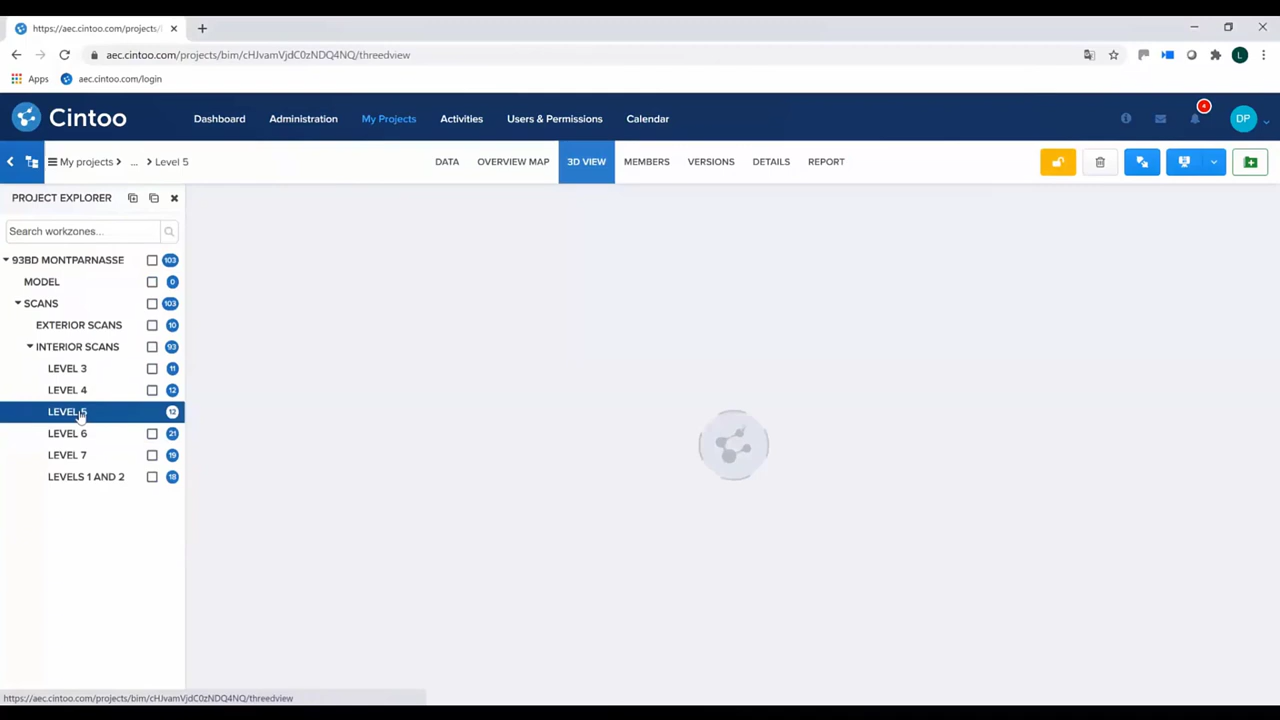 https://aec.cintoo.com/projects/l
aec.cintoo.com/projects/bim/cHJvamVjdC0zNDQ4NQ/threedview
L
Apps
aec.cintoo.com/login
Cintoo
Dashboard
Administration
My Projects
Activities
Users & Permissions
Calendar
4
DP
My projects
...
Level 5
DATA
OVERVIEW MAP
3D VIEW
MEMBERS
VERSIONS
DETAILS
REPORT
PROJECT EXPLORER
Search workzones...
93BD MONTPARNASSE 103
MODEL 0
SCANS 103
EXTERIOR SCANS 10
INTERIOR SCANS 93
LEVEL 3 11
LEVEL 4 12
LEVEL 5 12
LEVEL 6 21
LEVEL 7 19
LEVELS 1 AND 2 18
https://aec.cintoo.com/projects/bim/cHJvamVjdC0zNDQ4NQ/threedview